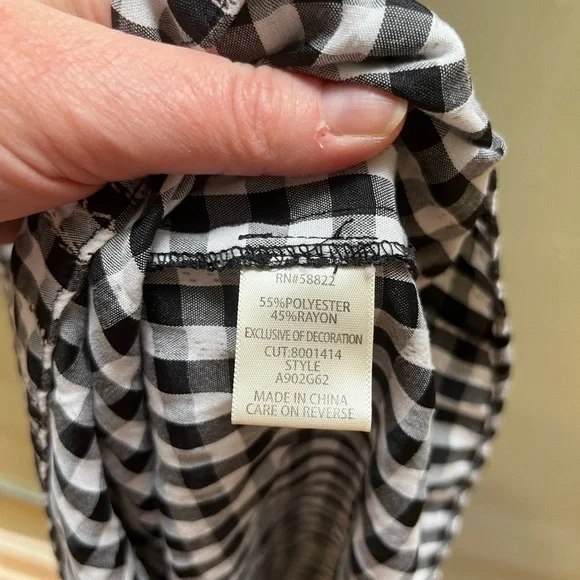 RN#58822
55%POLYESTER
45%RAYON
EXCLUSIVE OF DECORATION
CUT:8001414
STYLE
A902G62
MADE IN CHINA
CARE ON REVERSE